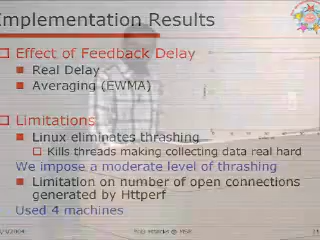 Implementation Results
Effect of Feedback Delay
Real Delay
Averaging (EWMA)
Limitations
Linux eliminates thrashing
Kills threads making collecting data real hard
We impose a moderate level of thrashing
Limitation on number of open connections
generated by Httperf
Used 4 machines